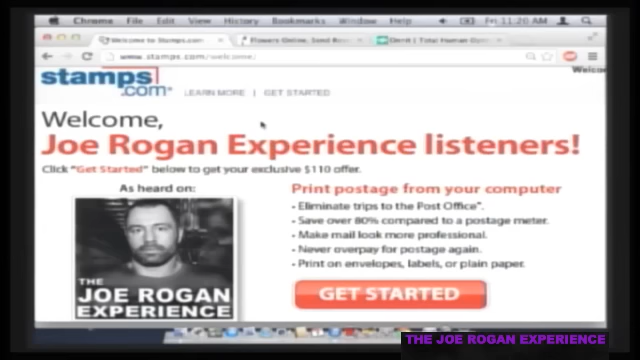 Chrome File Edit View History Bookmarks Window Help Fri 11:20 AM
Welcome to Stamps.com
Flowers Online, Send
Onnit | Total Human
www.stamps.com/welcome/
Welcome
stamps
.com
LEARN MORE | GET STARTED
Welcome,
Joe Rogan Experience listeners!
Click "Get Started" below to get your exclusive $110 offer.
As heard on:
THE
JOE ROGAN
EXPERIENCE
Print postage from your computer
• Eliminate trips to the Post Office™.
• Save over 80% compared to a postage meter.
• Make mail look more professional.
• Never overpay for postage again.
• Print on envelopes, labels, or plain paper.
GET STARTED
THE JOE ROGAN EXPERIENCE